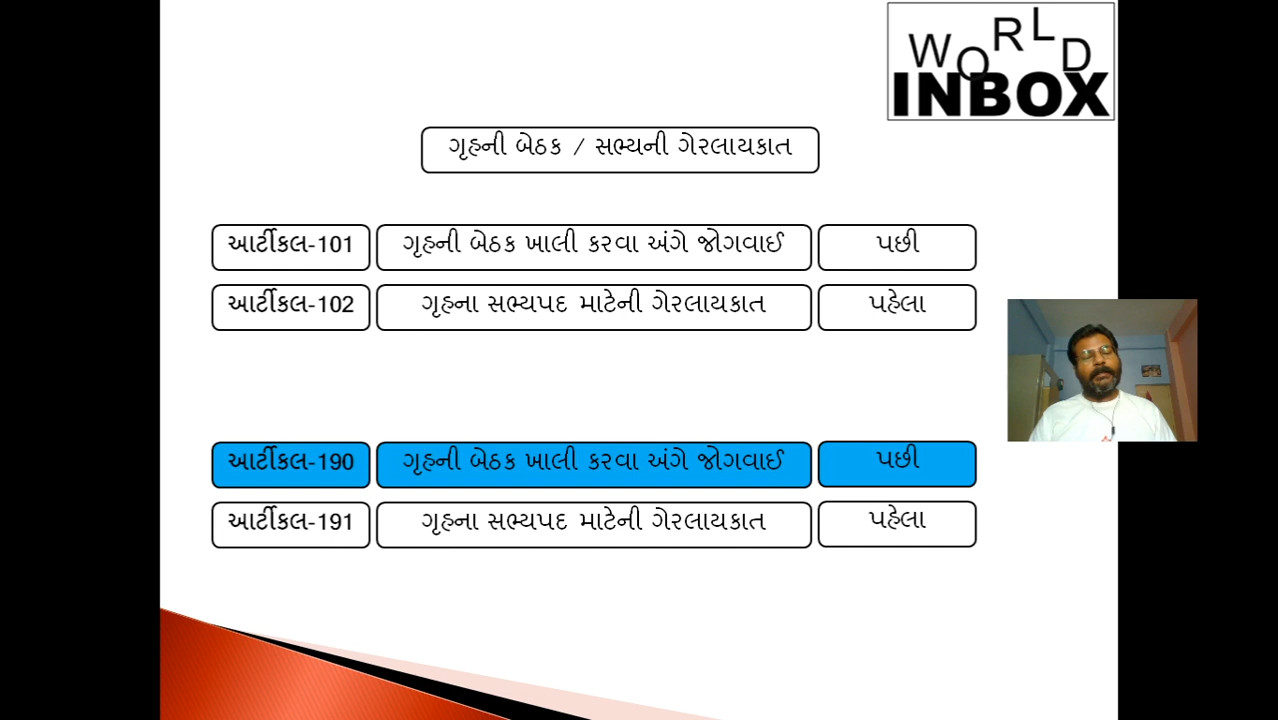 WORLD
INBOX
ગૃહની બેઠક / સભ્યની ગેરલાયકાત
આર્ટીકલ-101 ગૃહની બેઠક ખાલી કરવા અંગે જોગવાઈ પછી
આર્ટીકલ-102 ગૃહના સભ્યપદ માટેની ગેરલાયકાત પહેલા
આર્ટીકલ-190 ગૃહની બેઠક ખાલી કરવા અંગે જોગવાઈ પછી
આર્ટીકલ-191 ગૃહના સભ્યપદ માટેની ગેરલાયકાત પહેલા